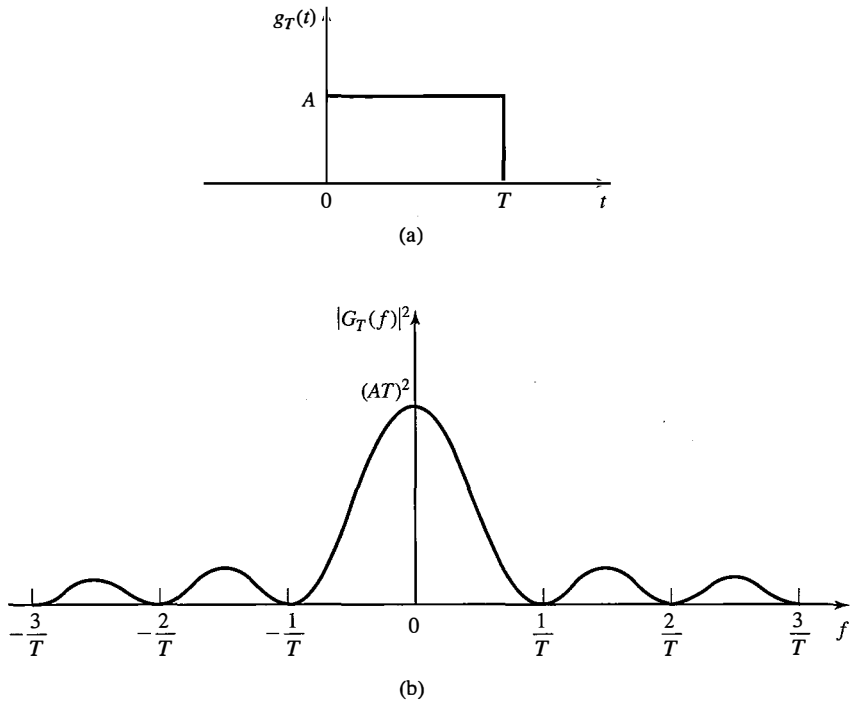 g_T(t)
A
0
T
t
(a)
|G_T(f)|²
(AT)²
-3/T
-2/T
-1/T
0
1/T
2/T
3/T
f
(b)